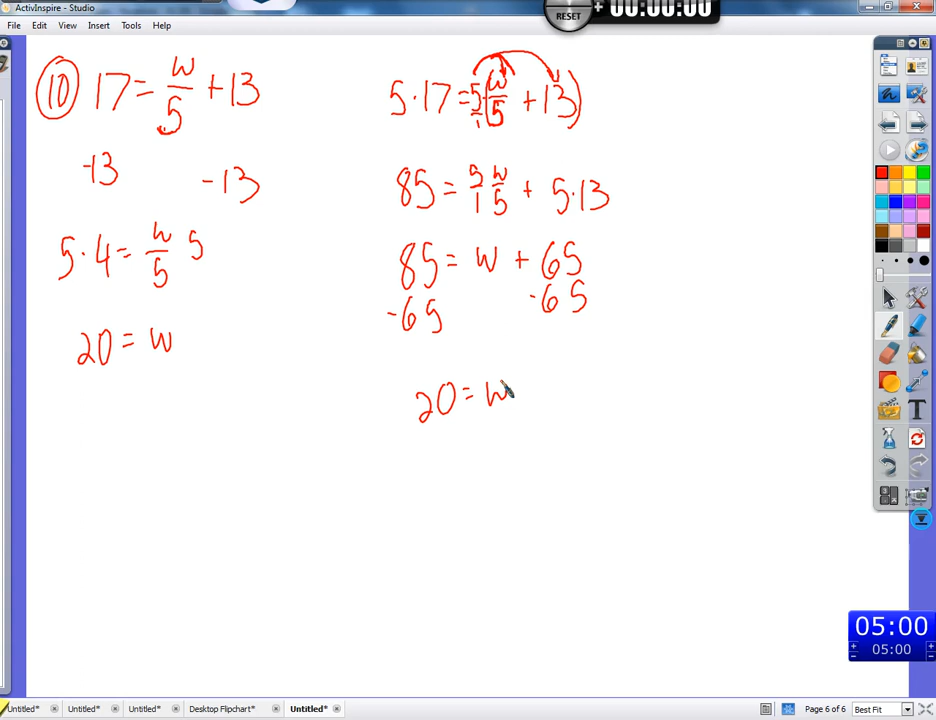 ActivInspire - Studio
RESET
00:00:00
File Edit View Insert Tools Help
10 17 = w/5 + 13
-13 -13
5·4 = w/5 5
20 = w
5·17 = 5/1 (w/5 + 13)
85 = 5/1 w/5 + 5·13
85 = w + 65
-65 -65
20 = w
05:00
05:00
Untitled* Untitled* Untitled* Desktop Flipchart* Untitled*
Page 6 of 6 Best Fit